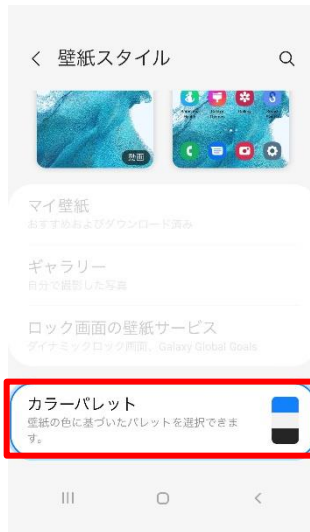 壁紙スタイル
動画
マイ壁紙
おすすめおよびダウンロード済み
ギャラリー
自分で撮影した写真
ロック画面の壁紙サービス
ダイナミックロック画面、Galaxy Global Goals
カラーパレット
壁紙の色に基づいたパレットを選択できま
す。